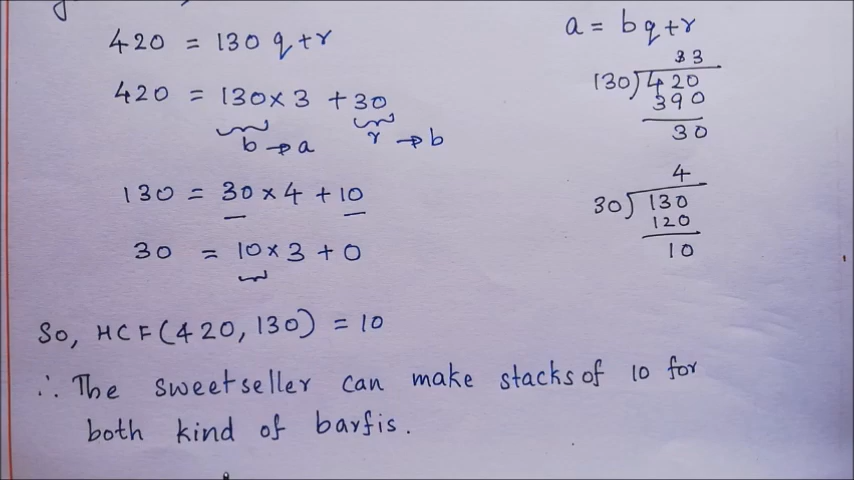 420 = 130 q + r
420 = 130 × 3 + 30
b → a
r → b
130 = 30 × 4 + 10
30 = 10 × 3 + 0
a = bq + r
33
130)420
390
30
4
30)130
120
10
So, HCF(420, 130) = 10
∴ The sweetseller can make stacks of 10 for
both kind of barfis.